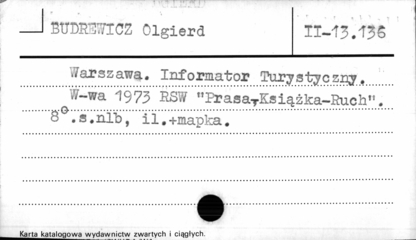 BUDREWICZ Olgierd
II-13.136
Warszawa. Informator Turystyczny.
W-wa 1973 RSW "Prasa-Książka-Ruch".
8°.s.nlb, il.+mapka.
Karta katalogowa wydawnictw zwartych i ciągłych.